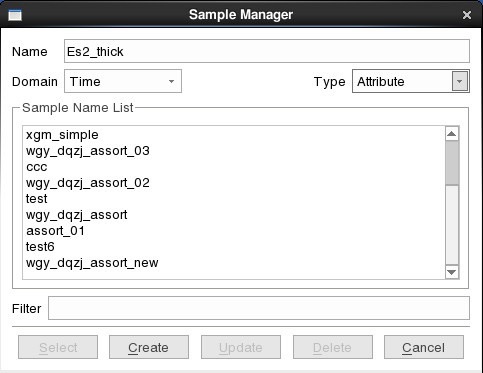 Sample Manager
Name Es2_thick
Domain Time Type Attribute
Sample Name List
xgm_simple
wgy_dqzj_assort_03
ccc
wgy_dqzj_assort_02
test
wgy_dqzj_assort
assort_01
test6
wgy_dqzj_assort_new
Filter
Select Create Update Delete Cancel